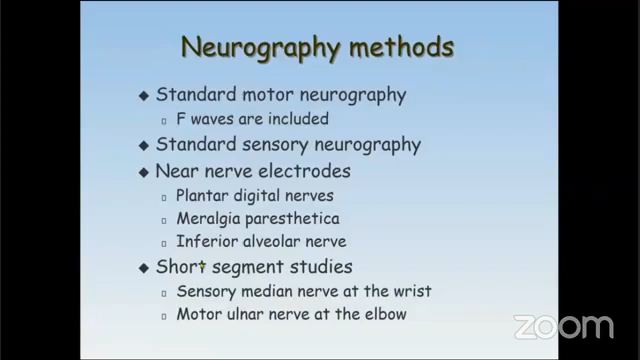 Neurography methods
Standard motor neurography
F waves are included
Standard sensory neurography
Near nerve electrodes
Plantar digital nerves
Meralgia paresthetica
Inferior alveolar nerve
Short segment studies
Sensory median nerve at the wrist
Motor ulnar nerve at the elbow
zoom